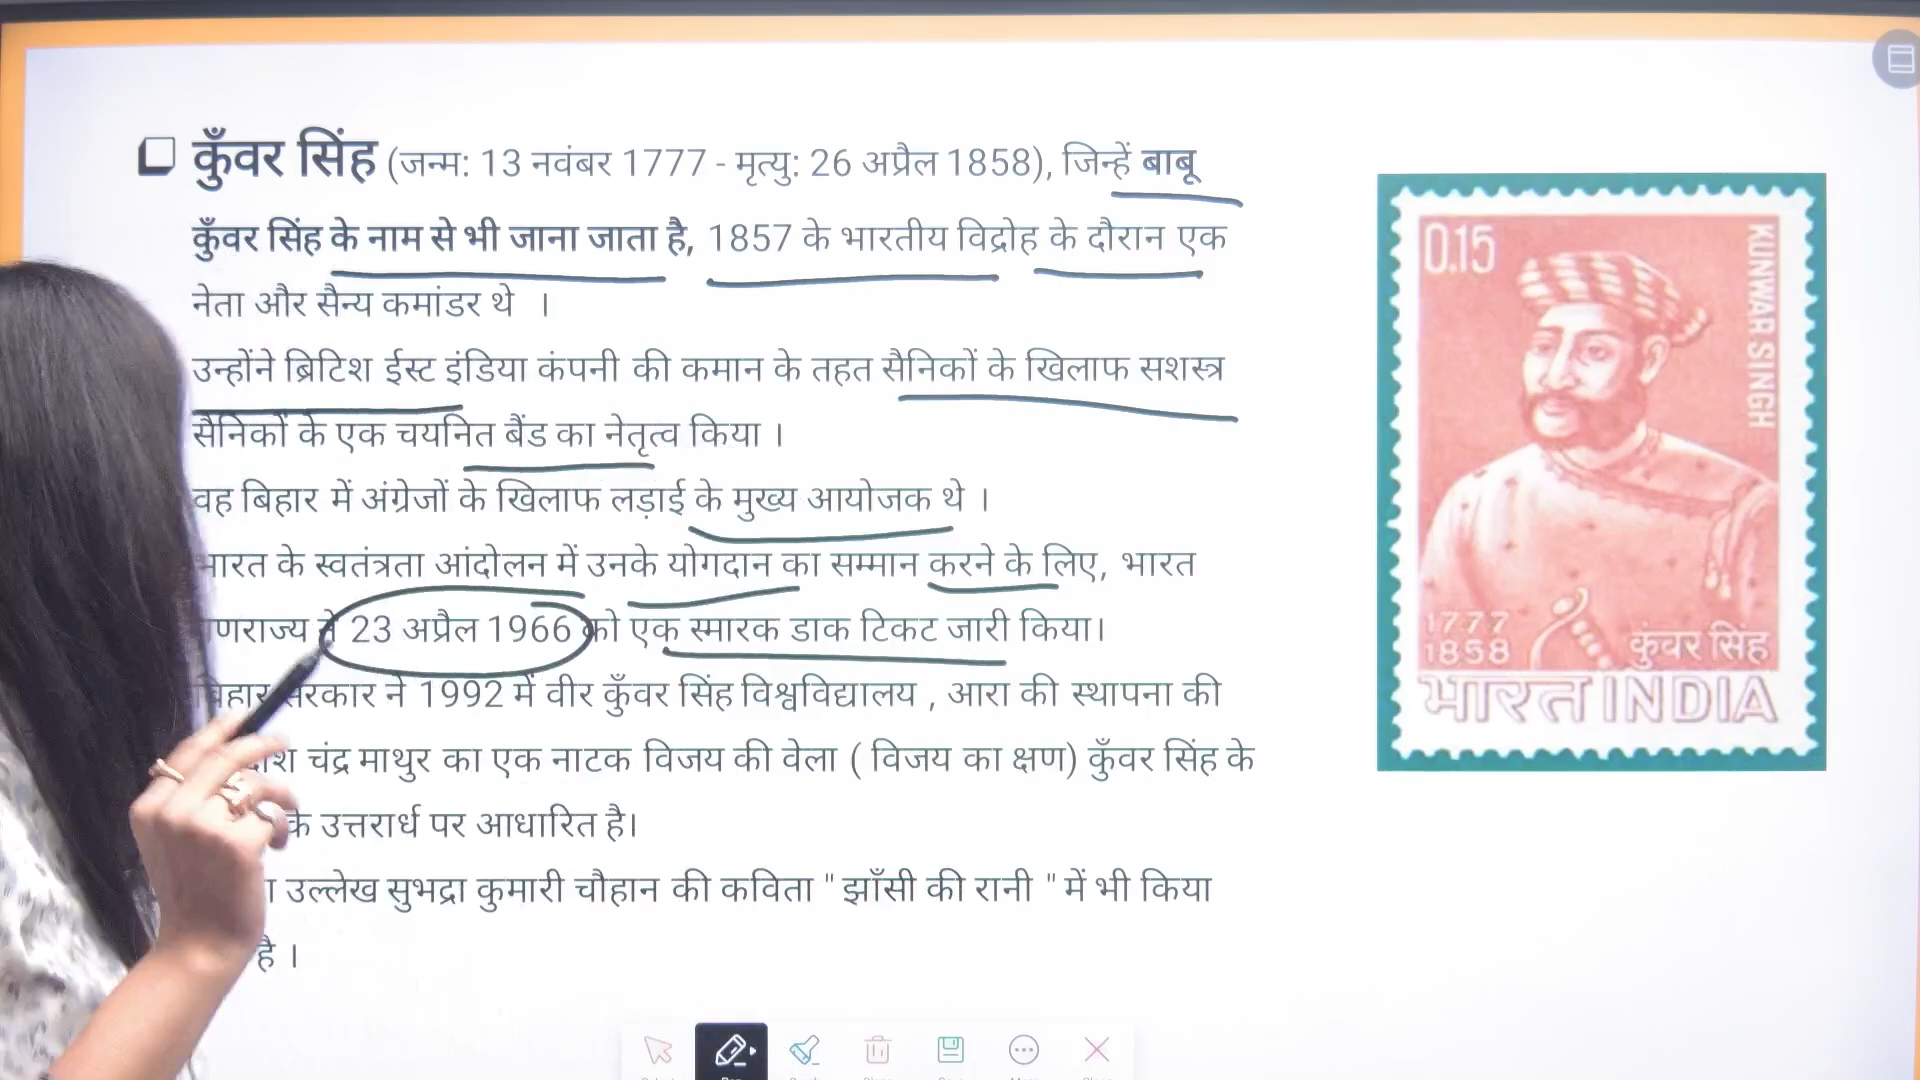 कुँवर सिंह (जन्म: 13 नवंबर 1777 - मृत्यु: 26 अप्रैल 1858), जिन्हें बाबू
कुँवर सिंह के नाम से भी जाना जाता है, 1857 के भारतीय विद्रोह के दौरान एक
नेता और सैन्य कमांडर थे ।
उन्होंने ब्रिटिश ईस्ट इंडिया कंपनी की कमान के तहत सैनिकों के खिलाफ सशस्त्र
सैनिकों के एक चयनित बैंड का नेतृत्व किया ।
वह बिहार में अंग्रेजों के खिलाफ लड़ाई के मुख्य आयोजक थे ।
भारत के स्वतंत्रता आंदोलन में उनके योगदान का सम्मान करने के लिए, भारत
गणराज्य ने 23 अप्रैल 1966 को एक स्मारक डाक टिकट जारी किया।
बिहार सरकार ने 1992 में वीर कुँवर सिंह विश्वविद्यालय , आरा की स्थापना की
चंद्र माथुर का एक नाटक विजय की वेला ( विजय का क्षण) कुँवर सिंह के
के उत्तरार्ध पर आधारित है।
उल्लेख सुभद्रा कुमारी चौहान की कविता " झाँसी की रानी " में भी किया
है ।
0.15
KUNWAR SINGH
1777
1858
कुंवर सिंह
भारत INDIA